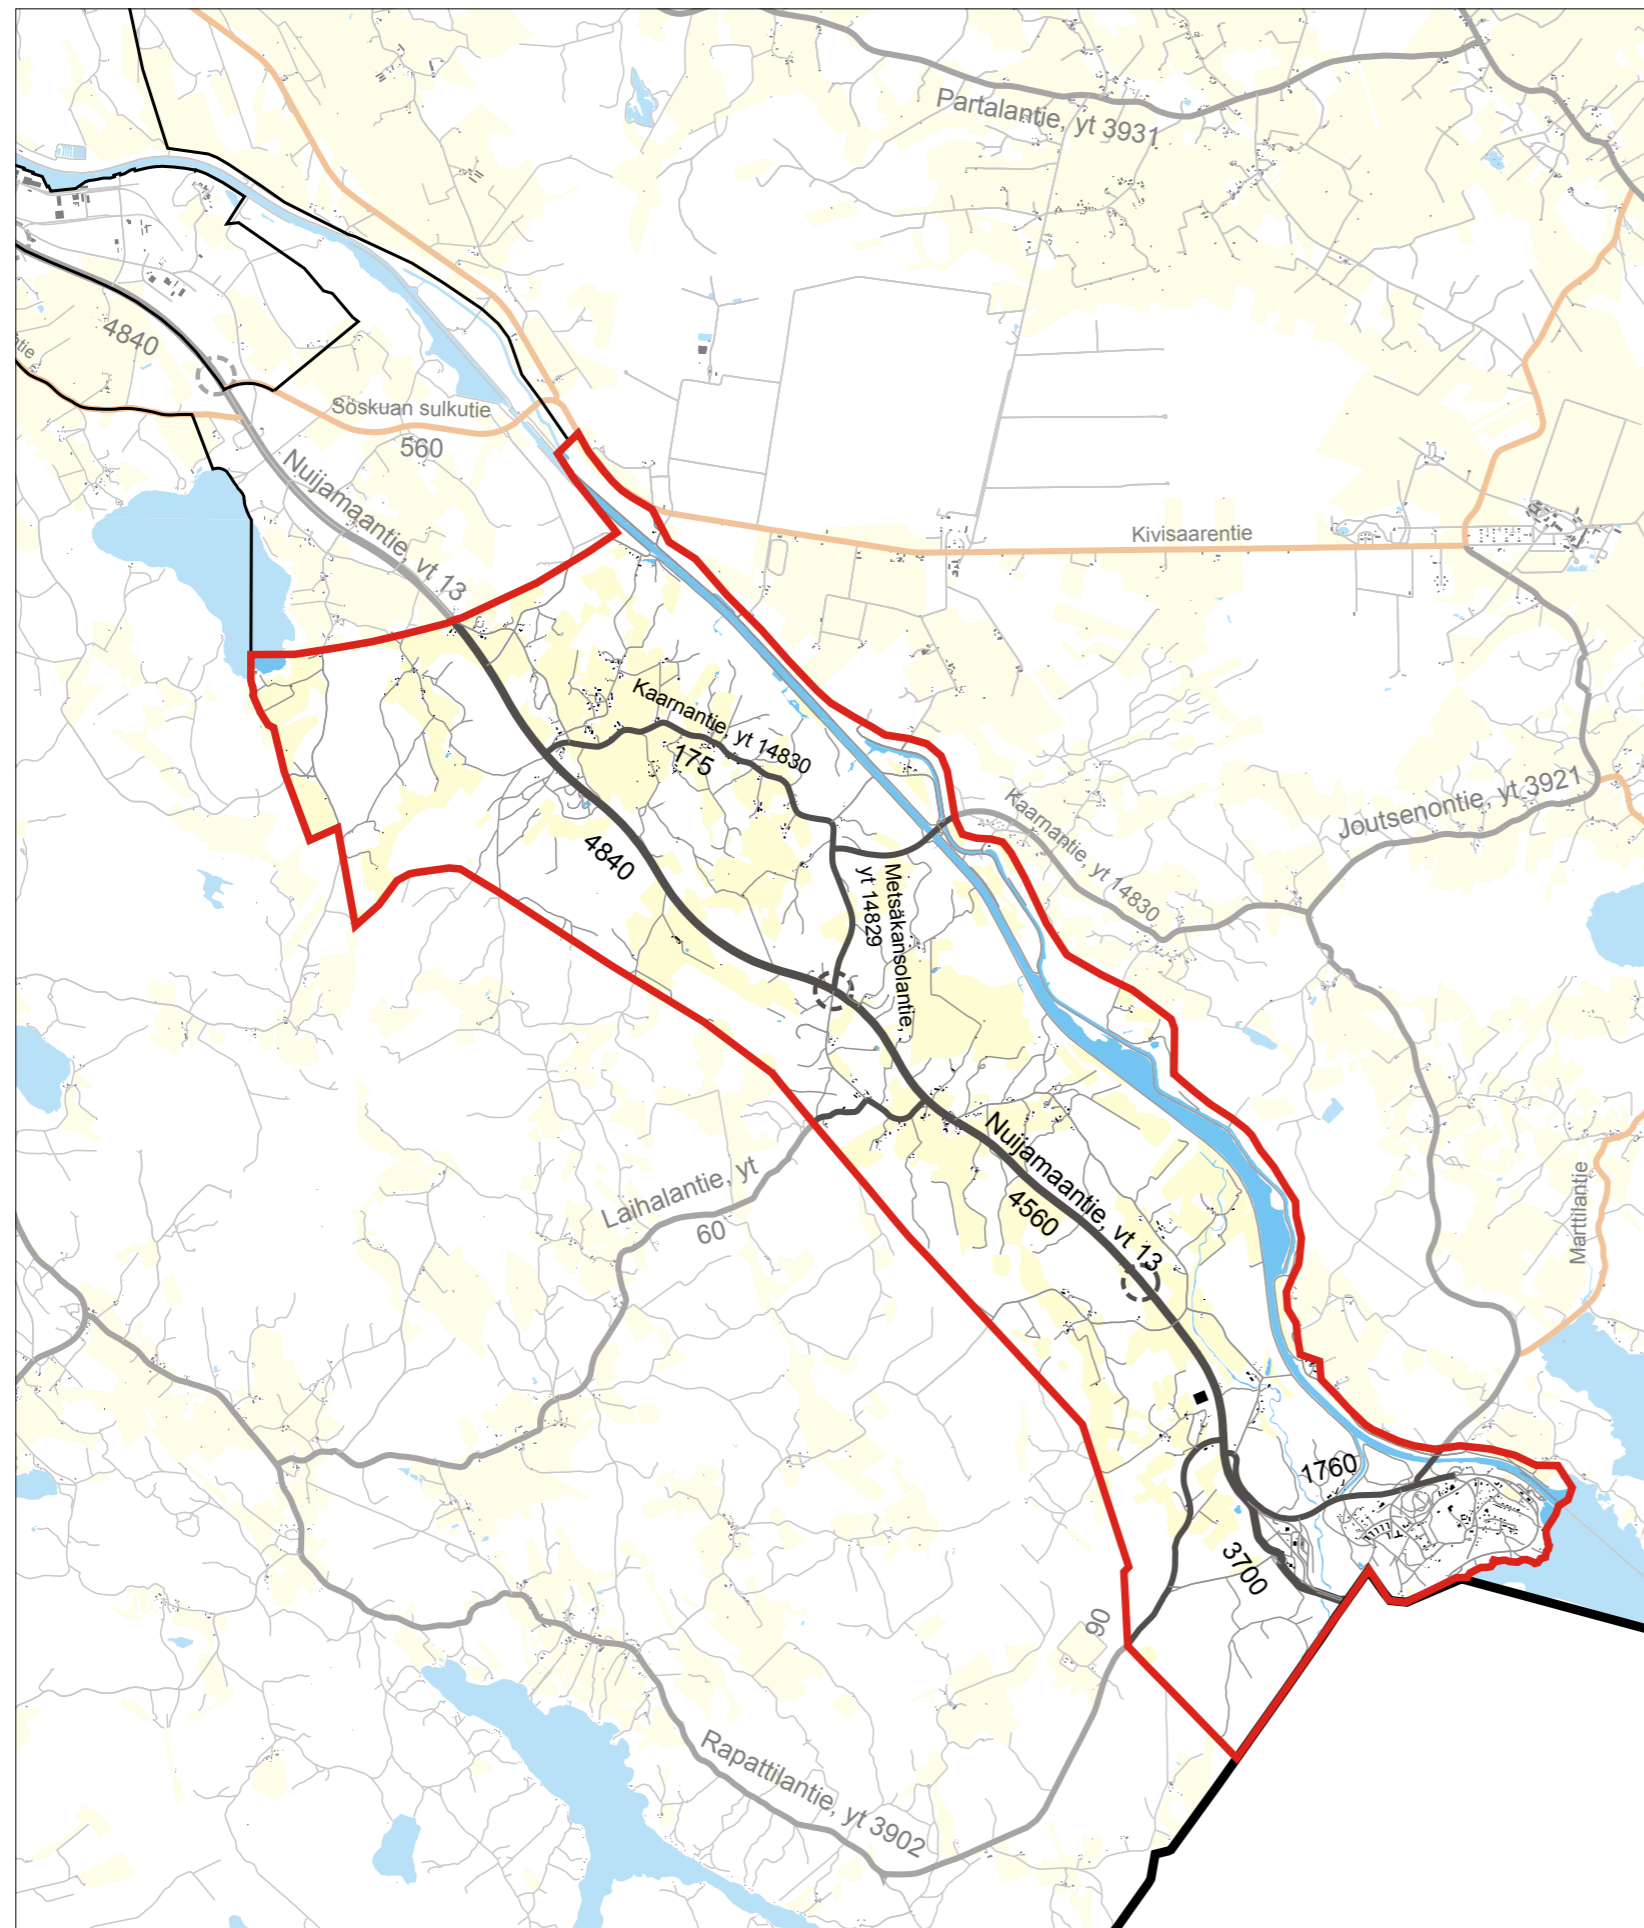 Partalantie, yt 3931
4840
tie
Söskuan sulkutie
560
Nuijamaantie, vt 13
Kivisaarentie
Kaarnantie, yt 14830
175
Joutsenontie, yt 3921
Kaarnantie, yt 14830
4840
Metsäkansolantie,
yt 14829
Nuijamaantie, vt 13
4560
Laihalantie, yt
60
Marttilantie
1760
3700
90
Rapattilantie, yt 3902